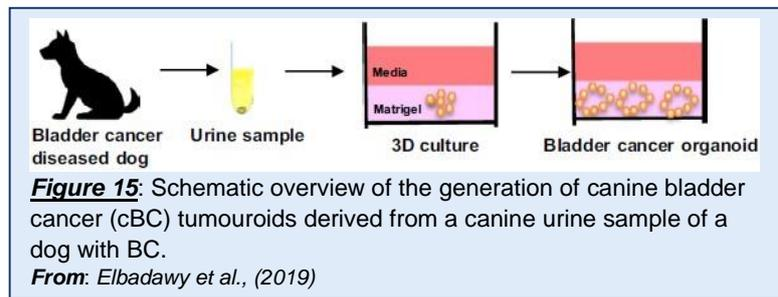 Media
Matrigel
Bladder cancer
diseased dog
Urine sample
3D culture
Bladder cancer organoid
Figure 15: Schematic overview of the generation of canine bladder
cancer (cBC) tumouroids derived from a canine urine sample of a
dog with BC.
From: Elbadawy et al., (2019)